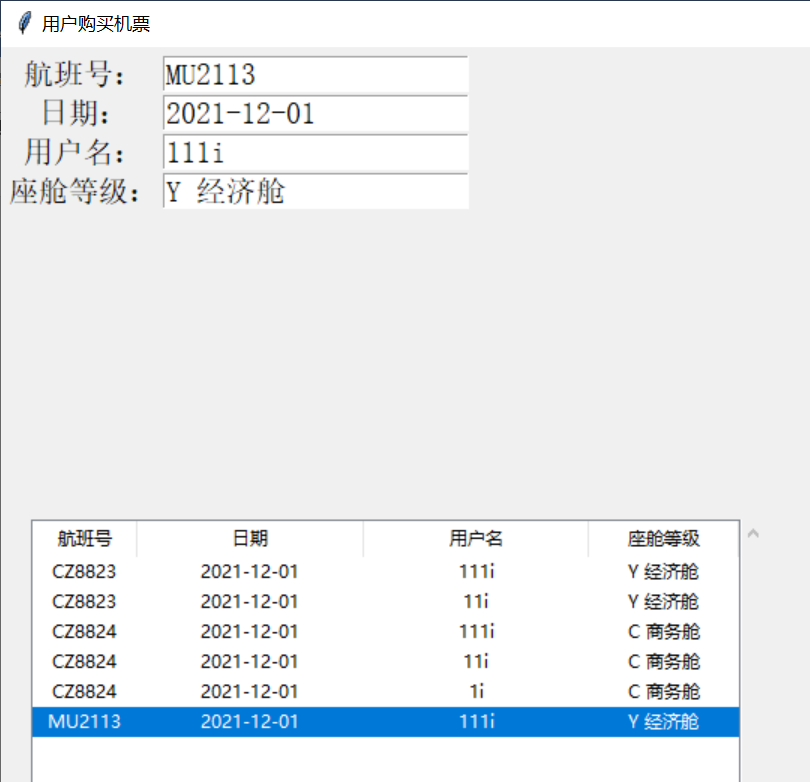 用户购买机票
航班号： MU2113
日期： 2021-12-01
用户名： 111i
座舱等级： Y 经济舱
航班号 日期 用户名 座舱等级
CZ8823 2021-12-01 111i Y 经济舱
CZ8823 2021-12-01 11i Y 经济舱
CZ8824 2021-12-01 111i C 商务舱
CZ8824 2021-12-01 11i C 商务舱
CZ8824 2021-12-01 1i C 商务舱
MU2113 2021-12-01 111i Y 经济舱